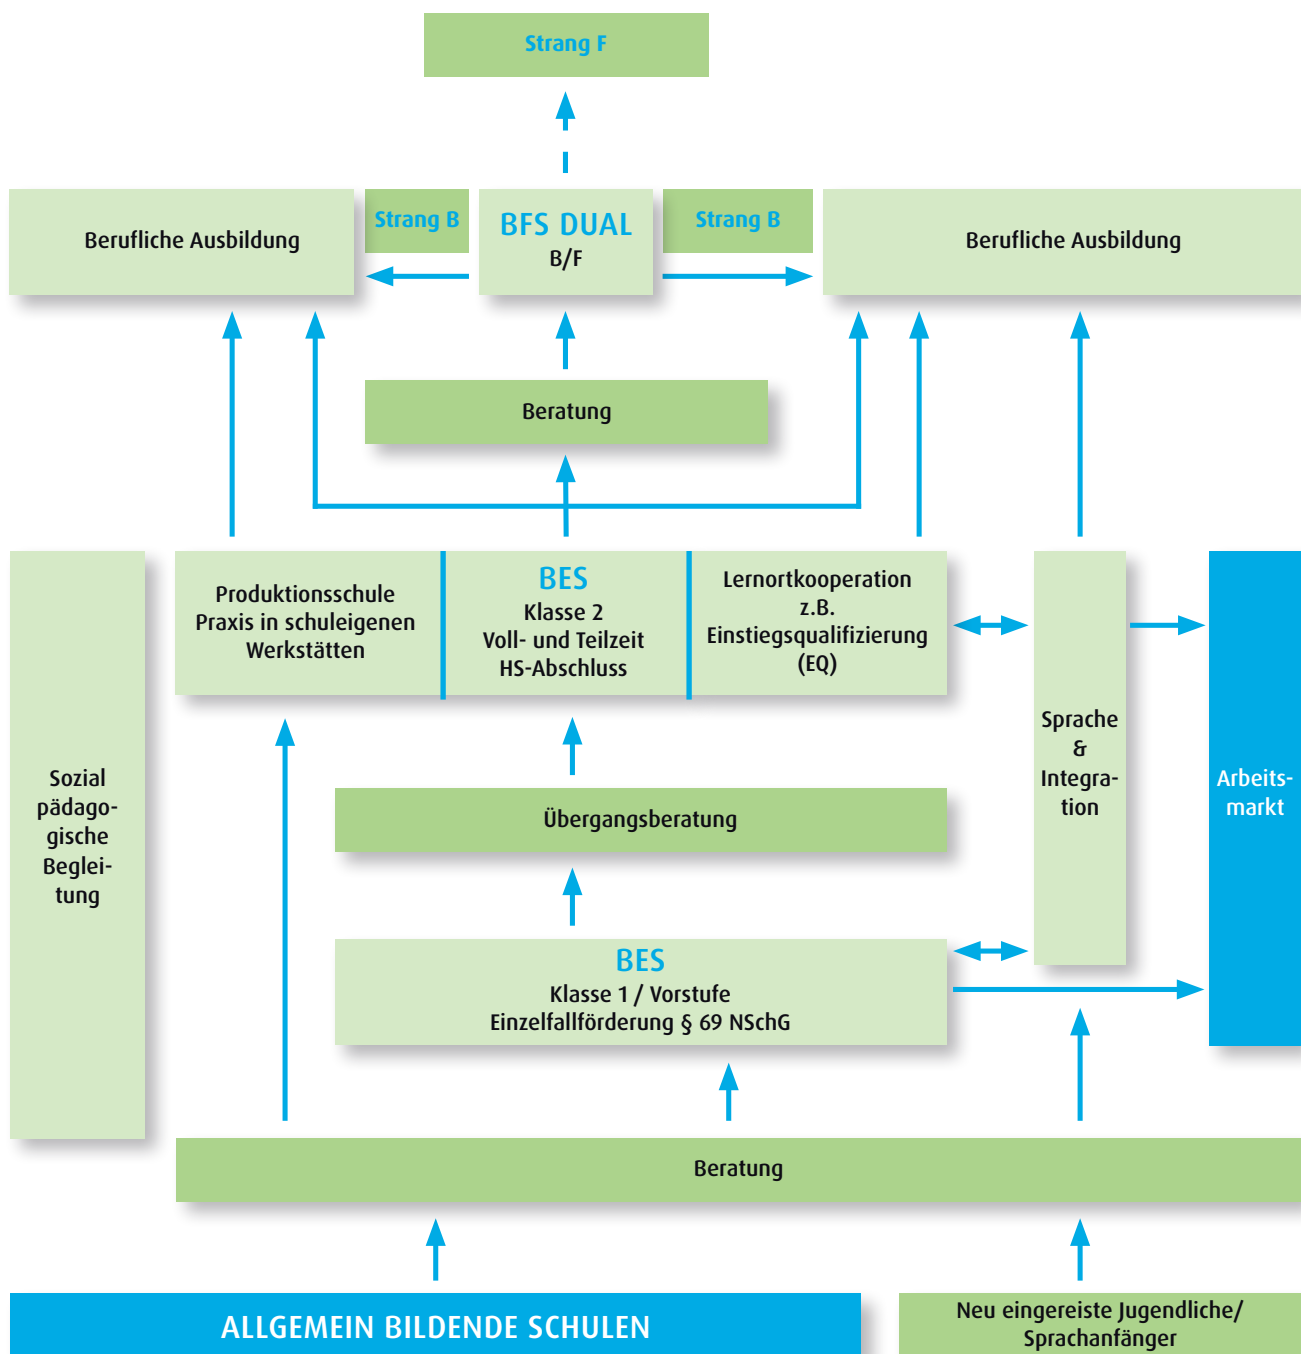 Strang F
Berufliche Ausbildung
Strang B
BFS DUAL
B/F
Strang B
Berufliche Ausbildung
Beratung
Sozial
pädago-
gische
Beglei-
tung
Produktionsschule
Praxis in schuleigenen
Werkstätten
BES
Klasse 2
Voll- und Teilzeit
HS-Abschluss
Lernortkooperation
z.B.
Einstiegsqualifizierung
(EQ)
Sprache
&
Integra-
tion
Arbeits-
markt
Übergangsberatung
BES
Klasse 1 / Vorstufe
Einzelfallförderung § 69 NSchG
Beratung
ALLGEMEIN BILDENDE SCHULEN
Neu eingereiste Jugendliche/
Sprachanfänger